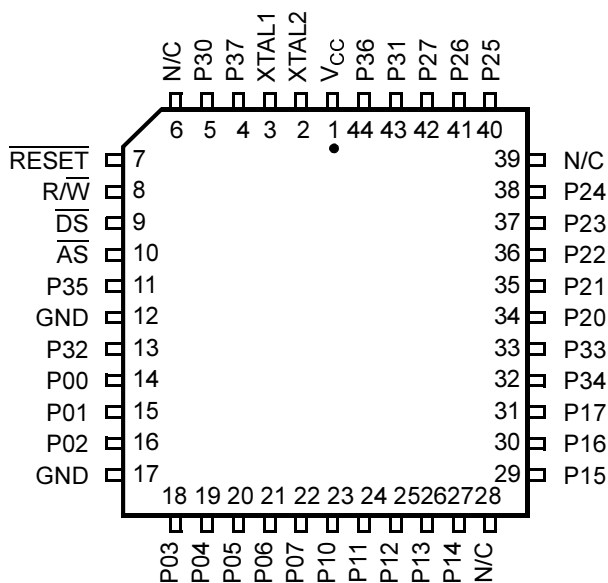 N/C P30 P37 XTAL1 XTAL2 VCC P36 P31 P27 P26 P25
6 5 4 3 2 1 44 43 42 41 40
RESET 7 39 N/C
R/W 8 38 P24
DS 9 37 P23
AS 10 36 P22
P35 11 35 P21
GND 12 34 P20
P32 13 33 P33
P00 14 32 P34
P01 15 31 P17
P02 16 30 P16
GND 17 29 P15
18 19 20 21 22 23 24 25 26 27 28
P03 P04 P05 P06 P07 P10 P11 P12 P13 P14 N/C